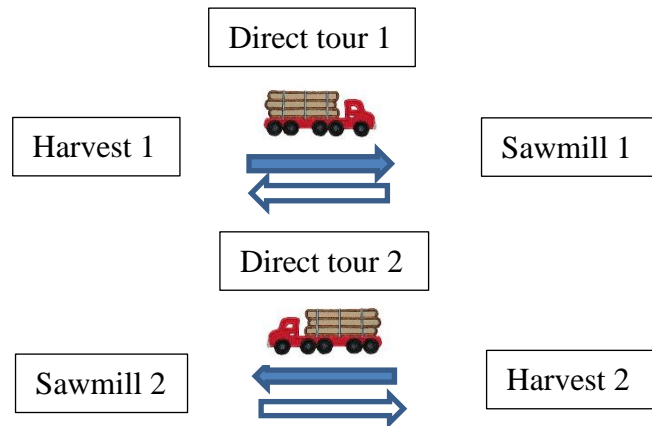 Direct tour 1
Harvest 1
Sawmill 1
Direct tour 2
Sawmill 2
Harvest 2